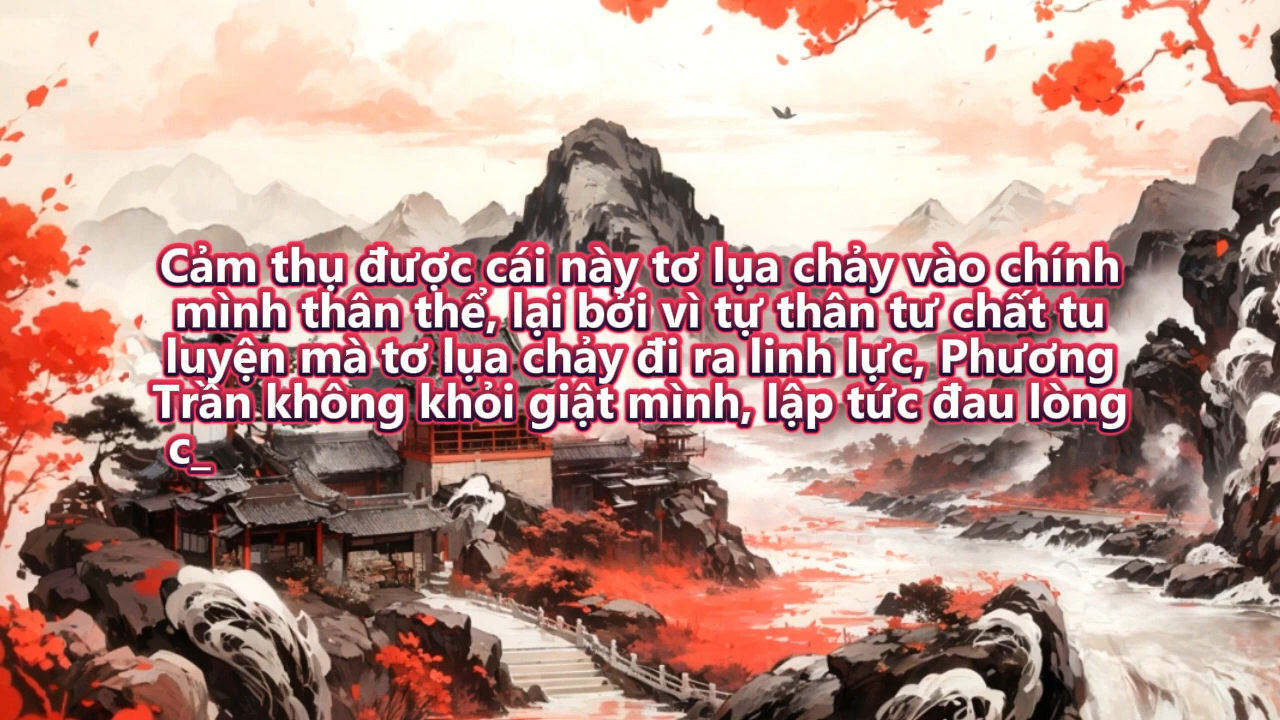 Cảm thụ được cái này tơ lụa chảy vào chính
mình thân thể, lại bởi vì tự thân tư chất tu
luyện mà tơ lụa chảy đi ra linh lực, Phương
Trần không khỏi giật mình, lập tức đau lòng
c_